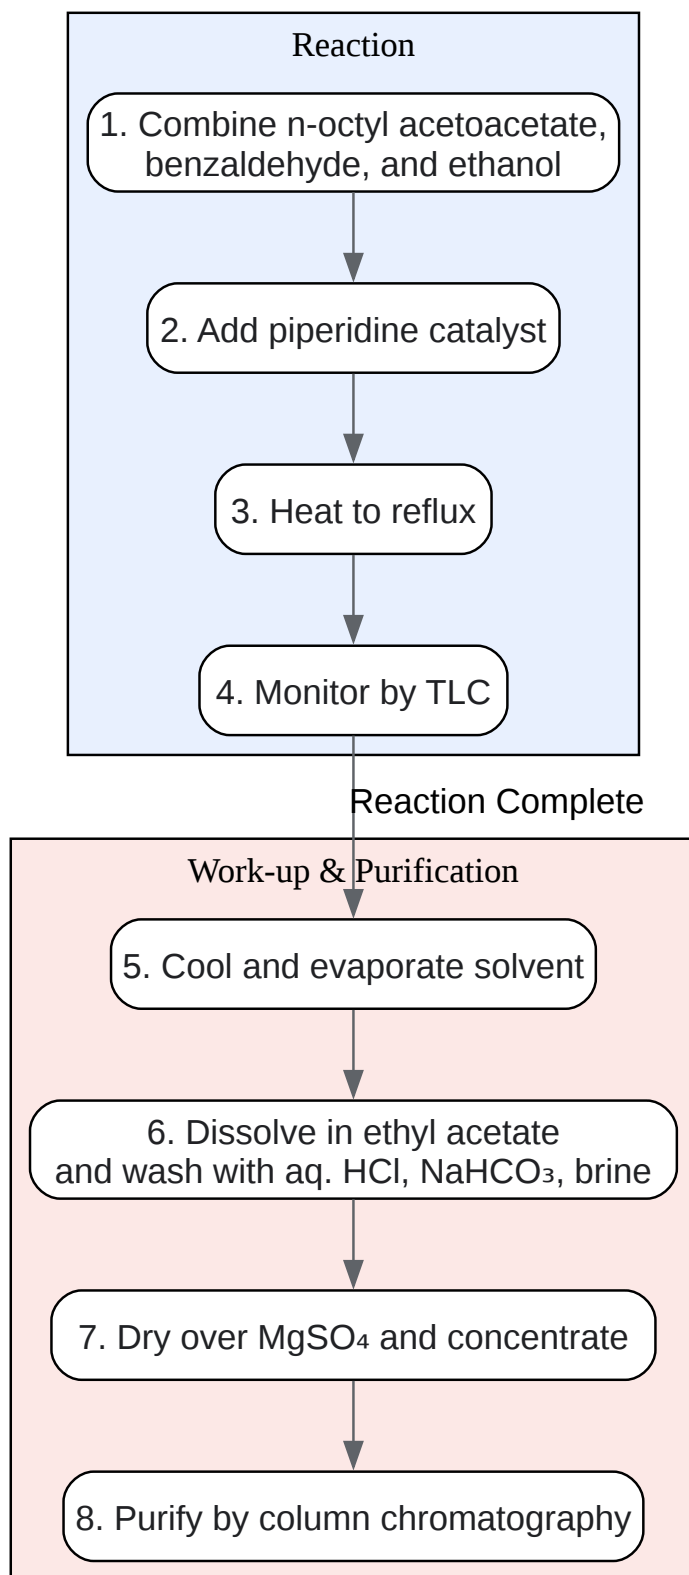 Reaction
1. Combine n-octyl acetoacetate,
benzaldehyde, and ethanol
2. Add piperidine catalyst
3. Heat to reflux
4. Monitor by TLC
Reaction Complete
Work-up & Purification
5. Cool and evaporate solvent
6. Dissolve in ethyl acetate
and wash with aq. HCl, NaHCO₃, brine
7. Dry over MgSO₄ and concentrate
8. Purify by column chromatography